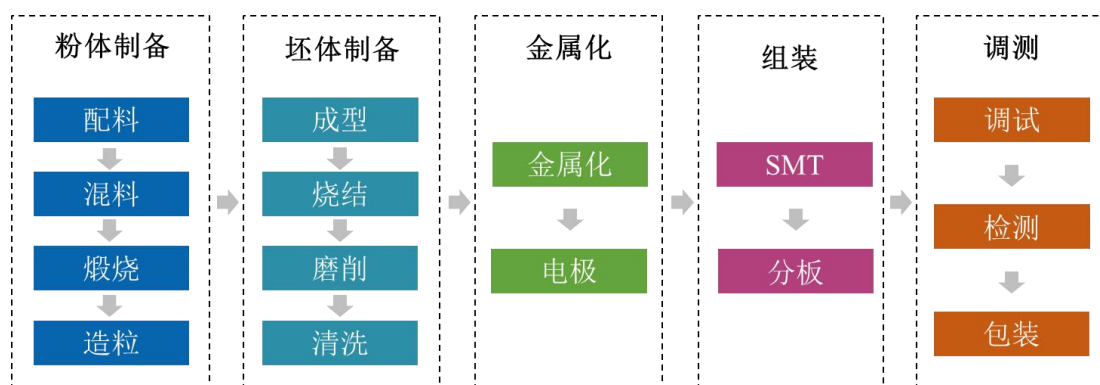 粉体制备
配料
混料
煅烧
造粒
坯体制备
成型
烧结
磨削
清洗
金属化
金属化
电极
组装
SMT
分板
调测
调试
检测
包装